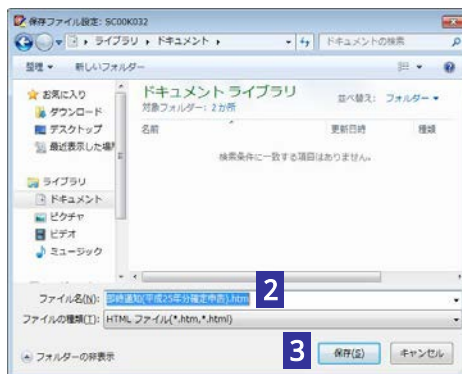 保存ファイル設定: SC00K032
ライブラリ ▸ ドキュメント ▸
ドキュメントの検索
整理 ▼ 新しいフォルダー
お気に入り
ダウンロード
デスクトップ
最近表示した場所
ライブラリ
ドキュメント
ピクチャ
ビデオ
ミュージック
ドキュメント ライブラリ
対象フォルダー: 2か所
並べ替え: フォルダー ▼
名前 更新日時 種類
検索条件に一致する項目はありません。
ファイル名(N): 即時通知(平成25年分確定申告).htm
2
ファイルの種類(T): HTML ファイル(*.htm,*.html)
フォルダーの非表示
3
保存(S)
キャンセル